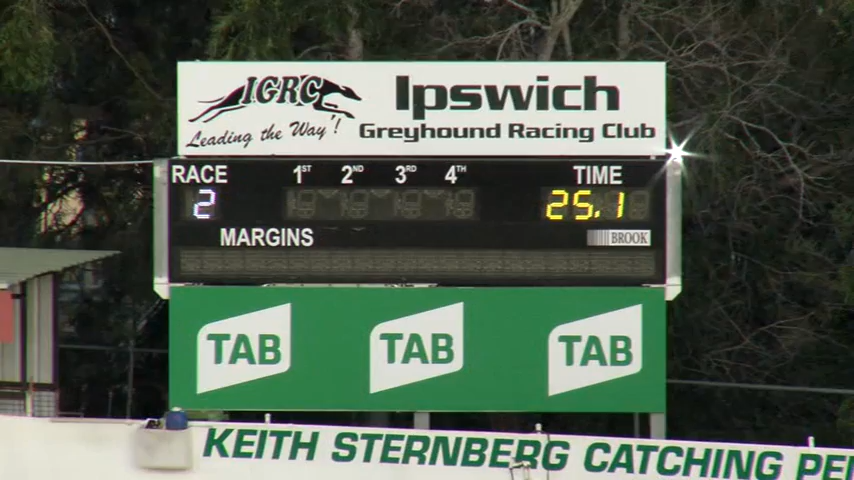 IGRC
Leading the Way!
Ipswich
Greyhound Racing Club
RACE 1ST 2ND 3RD 4TH TIME
2 25.1
MARGINS BROOK
TAB TAB TAB
KEITH STERNBERG CATCHING PEN